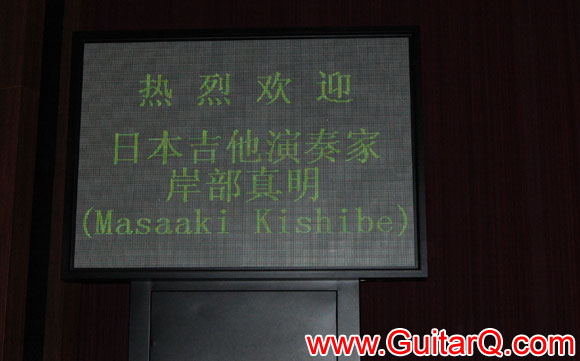 热烈欢迎
日本吉他演奏家
岸部真明
(Masaaki Kishibe)
www.GuitarQ.com